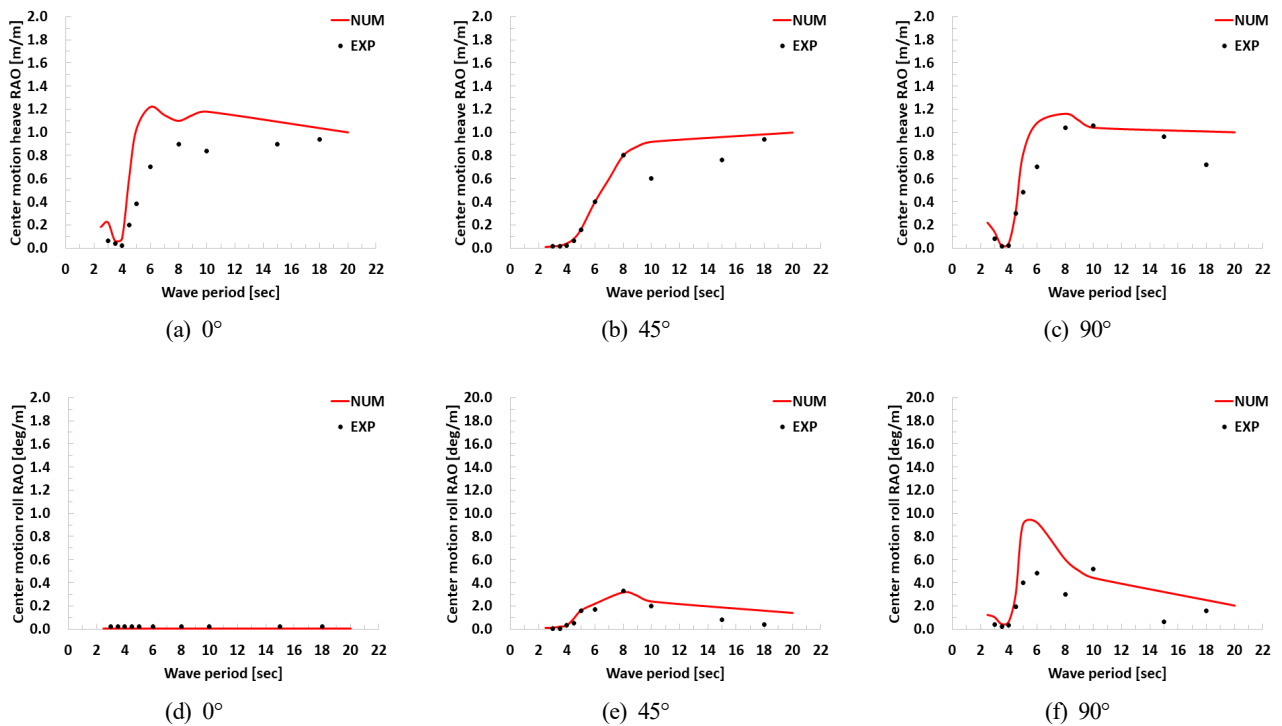 Center motion heave RAO [m/m]
2.0
1.8
1.6
1.4
1.2
1.0
0.8
0.6
0.4
0.2
0.0
NUM
EXP
0 2 4 6 8 10 12 14 16 18 20 22
Wave period [sec]
(a) 0°
Center motion heave RAO [m/m]
2.0
1.8
1.6
1.4
1.2
1.0
0.8
0.6
0.4
0.2
0.0
NUM
EXP
0 2 4 6 8 10 12 14 16 18 20 22
Wave period [sec]
(b) 45°
Center motion heave RAO [m/m]
2.0
1.8
1.6
1.4
1.2
1.0
0.8
0.6
0.4
0.2
0.0
NUM
EXP
0 2 4 6 8 10 12 14 16 18 20 22
Wave period [sec]
(c) 90°
Center motion roll RAO [deg/m]
2.0
1.8
1.6
1.4
1.2
1.0
0.8
0.6
0.4
0.2
0.0
NUM
EXP
0 2 4 6 8 10 12 14 16 18 20 22
Wave period [sec]
(d) 0°
Center motion roll RAO [deg/m]
20.0
18.0
16.0
14.0
12.0
10.0
8.0
6.0
4.0
2.0
0.0
NUM
EXP
0 2 4 6 8 10 12 14 16 18 20 22
Wave period [sec]
(e) 45°
Center motion roll RAO [deg/m]
20.0
18.0
16.0
14.0
12.0
10.0
8.0
6.0
4.0
2.0
0.0
NUM
EXP
0 2 4 6 8 10 12 14 16 18 20 22
Wave period [sec]
(f) 90°